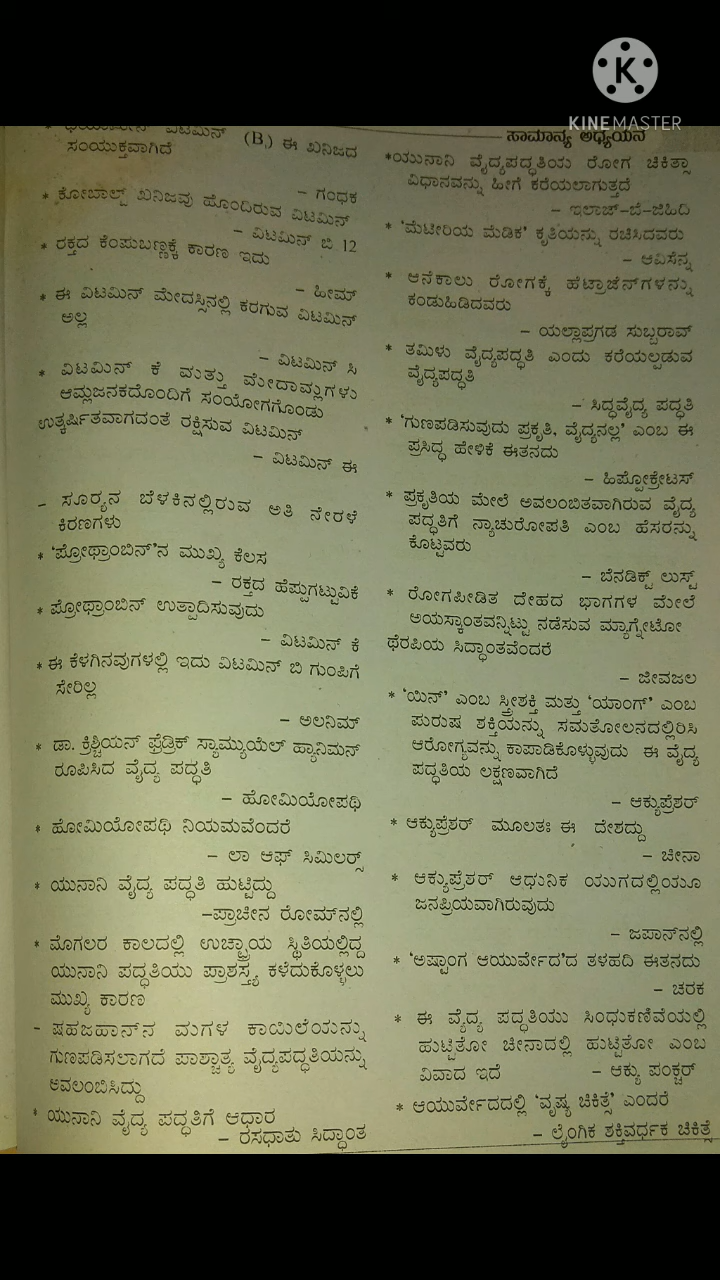 KINEMASTER
ಸಾಮಾನ್ಯ ಅಧ್ಯಯನ
ವಿಟಮಿನ್ (B₁) ಈ ಖನಿಜದ
ಸಂಯುಕ್ತವಾಗಿದೆ
– ಗಂಧಕ
* ಕೋಬಾಲ್ಟ್ ಖನಿಜವು ಹೊಂದಿರುವ ವಿಟಮಿನ್
– ವಿಟಮಿನ್ ಬಿ 12
* ರಕ್ತದ ಕೆಂಪುಬಣ್ಣಕ್ಕೆ ಕಾರಣ ಇದು
– ಹೀಮ್
* ಈ ವಿಟಮಿನ್ ಮೇದಸ್ಸಿನಲ್ಲಿ ಕರಗುವ ವಿಟಮಿನ್
ಅಲ್ಲ
– ವಿಟಮಿನ್ ಸಿ
* ವಿಟಮಿನ್ ಕೆ ಮತ್ತು ಮೇದಾಮ್ಲಗಳು
ಆಮ್ಲಜನಕದೊಂದಿಗೆ ಸಂಯೋಗಗೊಂಡು
ಉತ್ಕರ್ಷಿತವಾಗದಂತೆ ರಕ್ಷಿಸುವ ವಿಟಮಿನ್
– ವಿಟಮಿನ್ ಈ
– ಸೂರ್‍ಯನ ಬೆಳಕಿನಲ್ಲಿರುವ ಅತಿ ನೇರಳೆ
ಕಿರಣಗಳು
* 'ಪ್ರೋಥ್ರಾಂಬಿನ್'ನ ಮುಖ್ಯ ಕೆಲಸ
– ರಕ್ತದ ಹೆಪ್ಪುಗಟ್ಟುವಿಕೆ
* ಪ್ರೋಥ್ರಾಂಬಿನ್ ಉತ್ಪಾದಿಸುವುದು
– ವಿಟಮಿನ್ ಕೆ
* ಈ ಕೆಳಗಿನವುಗಳಲ್ಲಿ ಇದು ವಿಟಮಿನ್ ಬಿ ಗುಂಪಿಗೆ
ಸೇರಿಲ್ಲ
– ಅಲನಿಮ್
* ಡಾ. ಕ್ರಿಶ್ಚಿಯನ್ ಫ್ರೆಡ್ರಿಕ್ ಸ್ಯಾಮ್ಯುಯೆಲ್ ಹ್ಯಾನಿಮನ್
ರೂಪಿಸಿದ ವೈದ್ಯ ಪದ್ಧತಿ
– ಹೋಮಿಯೋಪಥಿ
* ಹೋಮಿಯೋಪಥಿ ನಿಯಮವೆಂದರೆ
– ಲಾ ಆಫ್ ಸಿಮಿಲರ್‍ಸ್
* ಯುನಾನಿ ವೈದ್ಯ ಪದ್ಧತಿ ಹುಟ್ಟಿದ್ದು
–ಪ್ರಾಚೀನ ರೋಮ್‌ನಲ್ಲಿ
* ಮೊಗಲರ ಕಾಲದಲ್ಲಿ ಉಚ್ಛ್ರಾಯ ಸ್ಥಿತಿಯಲ್ಲಿದ್ದ
ಯುನಾನಿ ಪದ್ಧತಿಯು ಪ್ರಾಶಸ್ತ್ಯ ಕಳೆದುಕೊಳ್ಳಲು
ಮುಖ್ಯ ಕಾರಣ
– ಷಹಜಹಾನ್‌ನ ಮಗಳ ಕಾಯಿಲೆಯನ್ನು
ಗುಣಪಡಿಸಲಾಗದೆ ಪಾಶ್ಚಾತ್ಯ ವೈದ್ಯಪದ್ಧತಿಯನ್ನು
ಅವಲಂಬಿಸಿದ್ದು
* ಯುನಾನಿ ವೈದ್ಯ ಪದ್ಧತಿಗೆ ಆಧಾರ
– ರಸಧಾತು ಸಿದ್ಧಾಂತ
*ಯುನಾನಿ ವೈದ್ಯಪದ್ಧತಿಯ ರೋಗ ಚಿಕಿತ್ಸಾ
ವಿಧಾನವನ್ನು ಹೀಗೆ ಕರೆಯಲಾಗುತ್ತದೆ
– ಇಲಾಜ್-ಬೆ-ಜಿಹಿದಿ
* 'ಮೆಟೀರಿಯ ಮೆಡಿಕ' ಕೃತಿಯನ್ನು ರಚಿಸಿದವರು
– ಆವಿಸೆನ್ನ
* ಆನೆಕಾಲು ರೋಗಕ್ಕೆ ಹೆಟ್ರಾಜೆನ್‌ಗಳನ್ನು
ಕಂಡುಹಿಡಿದವರು
– ಯಲ್ಲಾಪ್ರಗಡ ಸುಬ್ಬರಾವ್
* ತಮಿಳು ವೈದ್ಯಪದ್ಧತಿ ಎಂದು ಕರೆಯಲ್ಪಡುವ
ವೈದ್ಯಪದ್ಧತಿ
– ಸಿದ್ಧವೈದ್ಯ ಪದ್ಧತಿ
* 'ಗುಣಪಡಿಸುವುದು ಪ್ರಕೃತಿ, ವೈದ್ಯನಲ್ಲ' ಎಂಬ ಈ
ಪ್ರಸಿದ್ಧ ಹೇಳಿಕೆ ಈತನದು
– ಹಿಪ್ಪೋಕ್ರೇಟಸ್
* ಪ್ರಕೃತಿಯ ಮೇಲೆ ಅವಲಂಬಿತವಾಗಿರುವ ವೈದ್ಯ
ಪದ್ಧತಿಗೆ ನ್ಯಾಚುರೋಪತಿ ಎಂಬ ಹೆಸರನ್ನು
ಕೊಟ್ಟವರು
– ಬೆನಡಿಕ್ಟ್ ಲುಸ್ಟ್
* ರೋಗಪೀಡಿತ ದೇಹದ ಭಾಗಗಳ ಮೇಲೆ
ಅಯಸ್ಕಾಂತವನ್ನಿಟ್ಟು ನಡೆಸುವ ಮ್ಯಾಗ್ನೇಟೋ
ಥೆರಪಿಯ ಸಿದ್ಧಾಂತವೆಂದರೆ
– ಜೀವಜಲ
* 'ಯಿನ್' ಎಂಬ ಸ್ತ್ರೀಶಕ್ತಿ ಮತ್ತು 'ಯಾಂಗ್' ಎಂಬ
ಪುರುಷ ಶಕ್ತಿಯನ್ನು ಸಮತೋಲನದಲ್ಲಿರಿಸಿ
ಆರೋಗ್ಯವನ್ನು ಕಾಪಾಡಿಕೊಳ್ಳುವುದು ಈ ವೈದ್ಯ
ಪದ್ಧತಿಯ ಲಕ್ಷಣವಾಗಿದೆ
– ಆಕ್ಯುಪ್ರೆಶರ್
* ಆಕ್ಯುಪ್ರೆಶರ್ ಮೂಲತಃ ಈ ದೇಶದ್ದು
– ಚೀನಾ
* ಆಕ್ಯುಪ್ರೆಶರ್ ಆಧುನಿಕ ಯುಗದಲ್ಲಿಯೂ
ಜನಪ್ರಿಯವಾಗಿರುವುದು
– ಜಪಾನ್‌ನಲ್ಲಿ
* 'ಅಷ್ಟಾಂಗ ಆಯುರ್ವೇದ'ದ ತಳಹದಿ ಈತನದು
– ಚರಕ
* ಈ ವೈದ್ಯ ಪದ್ಧತಿಯು ಸಿಂಧುಕಣಿವೆಯಲ್ಲಿ
ಹುಟ್ಟಿತೋ ಚೀನಾದಲ್ಲಿ ಹುಟ್ಟಿತೋ ಎಂಬ
ವಿವಾದ ಇದೆ – ಆಕ್ಯು ಪಂಕ್ಚರ್
* ಆಯುರ್ವೇದದಲ್ಲಿ 'ವೃಷ್ಯ ಚಿಕಿತ್ಸೆ' ಎಂದರೆ
– ಲೈಂಗಿಕ ಶಕ್ತಿವರ್ಧಕ ಚಿಕಿತ್ಸೆ